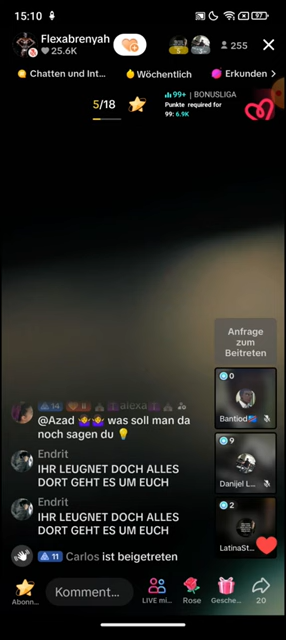 15:10
97
Flexabrenyah
25.6K
255
Chatten und Int...
Wöchentlich
Erkunden >
5/18
99+ | BONUSLIGA
Punkte required for
99: 6.9K
Anfrage
zum
Beitreten
0
Bantiod
9
Danijel L...
2
LatinaSt...
14 8 alexa
@Azad 🤷‍♀️🤷‍♀️ was soll man da
noch sagen du 💡
Endrit
IHR LEUGNET DOCH ALLES
DORT GEHT ES UM EUCH
Endrit
IHR LEUGNET DOCH ALLES
DORT GEHT ES UM EUCH
11 Carlos ist beigetreten
Komment...
Abonn...
LIVE mi...
Rose
Gesche...
20